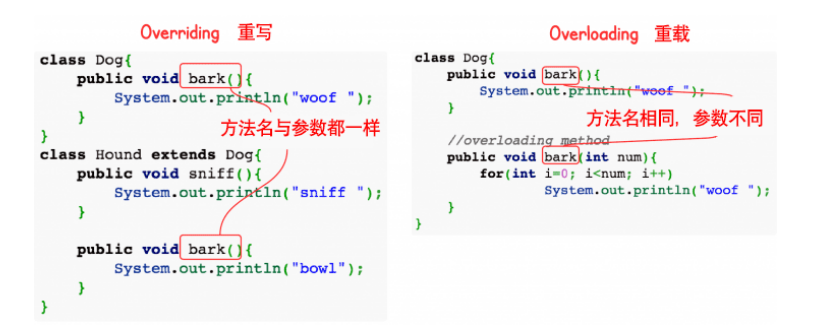 Overriding 重写
class Dog{
    public void bark(){
        System.out.println("woof ");
    }
方法名与参数都一样
}
class Hound extends Dog{
    public void sniff(){
        System.out.println("sniff ");
    }
    public void bark(){
        System.out.println("bowl");
    }
}
Overloading 重载
class Dog{
    public void bark(){
        System.out.println("woof ");
    }
方法名相同，参数不同
    //overloading method
    public void bark(int num){
        for(int i=0; i<num; i++)
            System.out.println("woof ");
    }
}